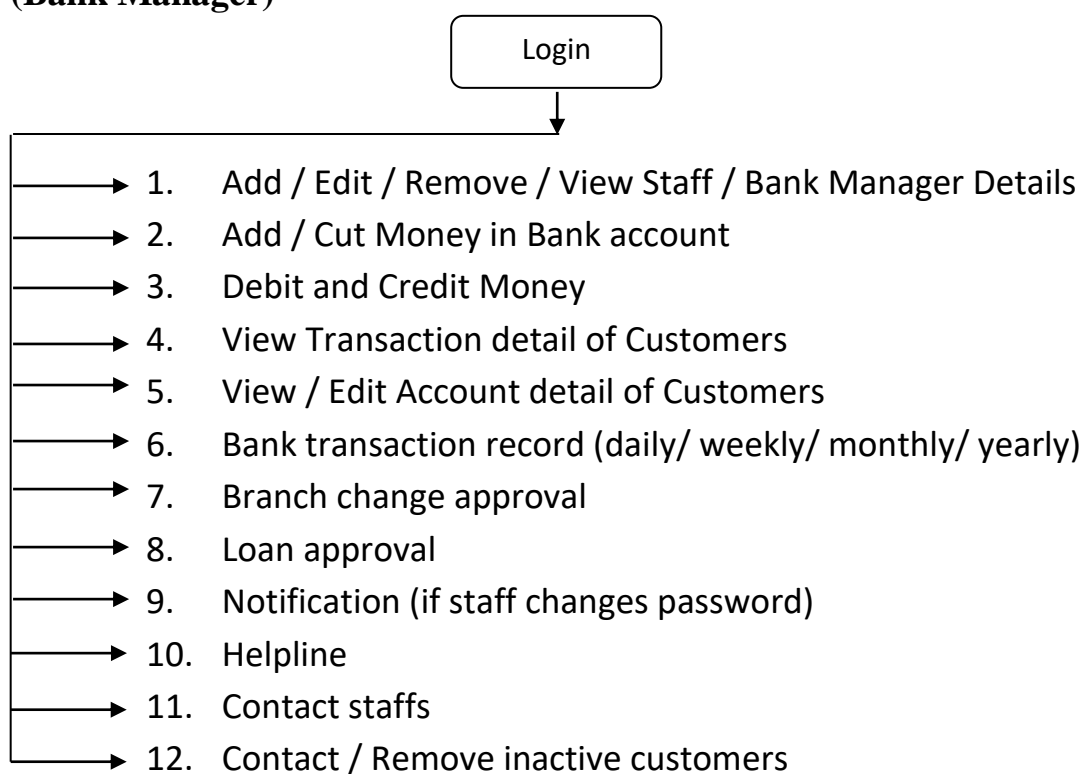 (Bank Manager)
Login
1. Add / Edit / Remove / View Staff / Bank Manager Details
2. Add / Cut Money in Bank account
3. Debit and Credit Money
4. View Transaction detail of Customers
5. View / Edit Account detail of Customers
6. Bank transaction record (daily/ weekly/ monthly/ yearly)
7. Branch change approval
8. Loan approval
9. Notification (if staff changes password)
10. Helpline
11. Contact staffs
12. Contact / Remove inactive customers